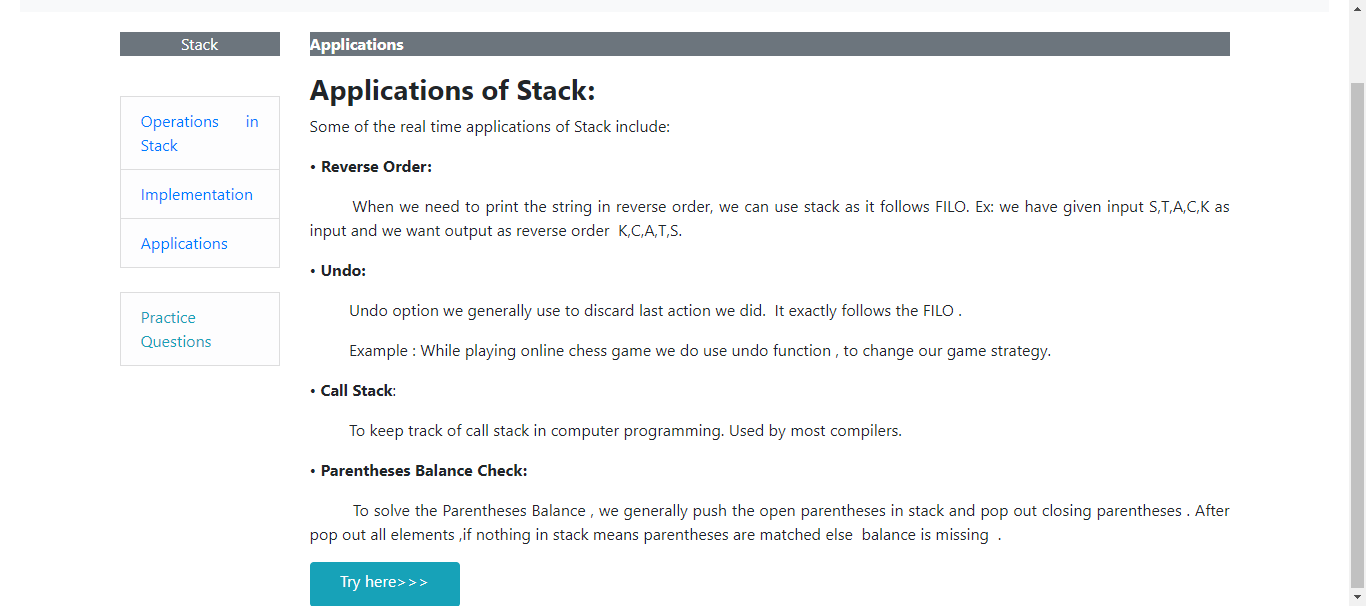 Stack
Operations in
Stack
Implementation
Applications
Practice
Questions
Applications
Applications of Stack:
Some of the real time applications of Stack include:
• Reverse Order:
When we need to print the string in reverse order, we can use stack as it follows FILO. Ex: we have given input S,T,A,C,K as
input and we want output as reverse order  K,C,A,T,S.
• Undo:
Undo option we generally use to discard last action we did.  It exactly follows the FILO .
Example : While playing online chess game we do use undo function , to change our game strategy.
• Call Stack:
To keep track of call stack in computer programming. Used by most compilers.
• Parentheses Balance Check:
To solve the Parentheses Balance , we generally push the open parentheses in stack and pop out closing parentheses . After
pop out all elements ,if nothing in stack means parentheses are matched else  balance is missing  .
Try here>>>